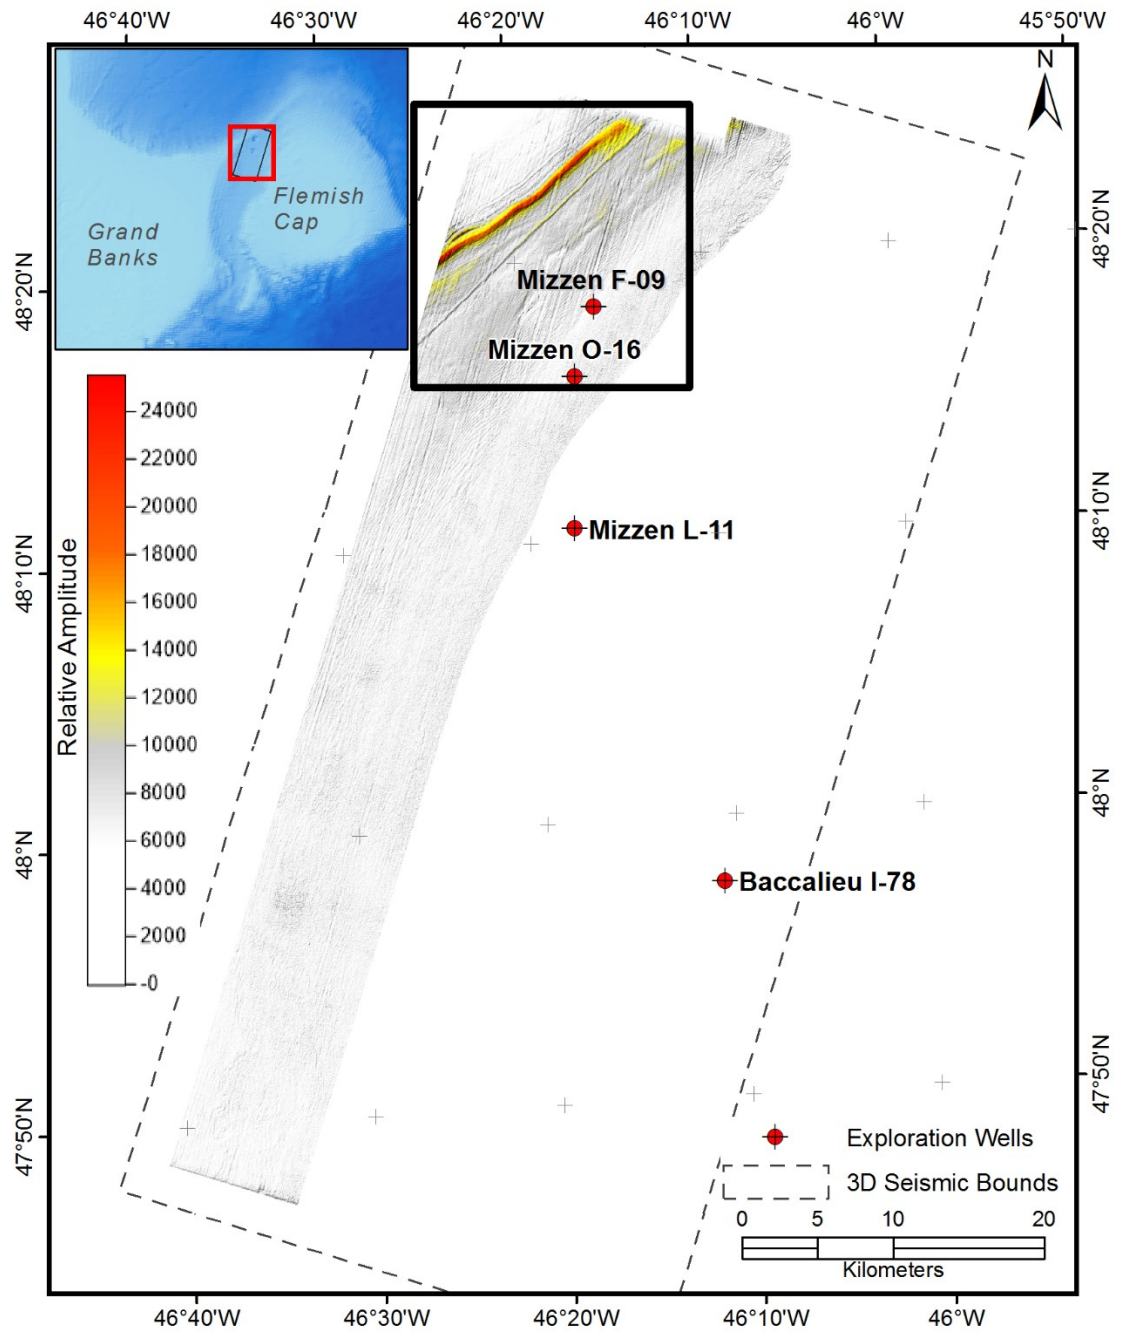 46°40'W 46°30'W 46°20'W 46°10'W 46°W 45°50'W
N
Grand
Banks
Flemish
Cap
48°20'N
48°20'N
Mizzen F-09
Mizzen O-16
Relative Amplitude
24000
22000
20000
18000
16000
14000
12000
10000
8000
6000
4000
2000
-0
48°10'N
Mizzen L-11
48°10'N
48°N
48°N
Baccalieu I-78
47°50'N
47°50'N
Exploration Wells
3D Seismic Bounds
0 5 10 20
Kilometers
46°40'W 46°30'W 46°20'W 46°10'W 46°W